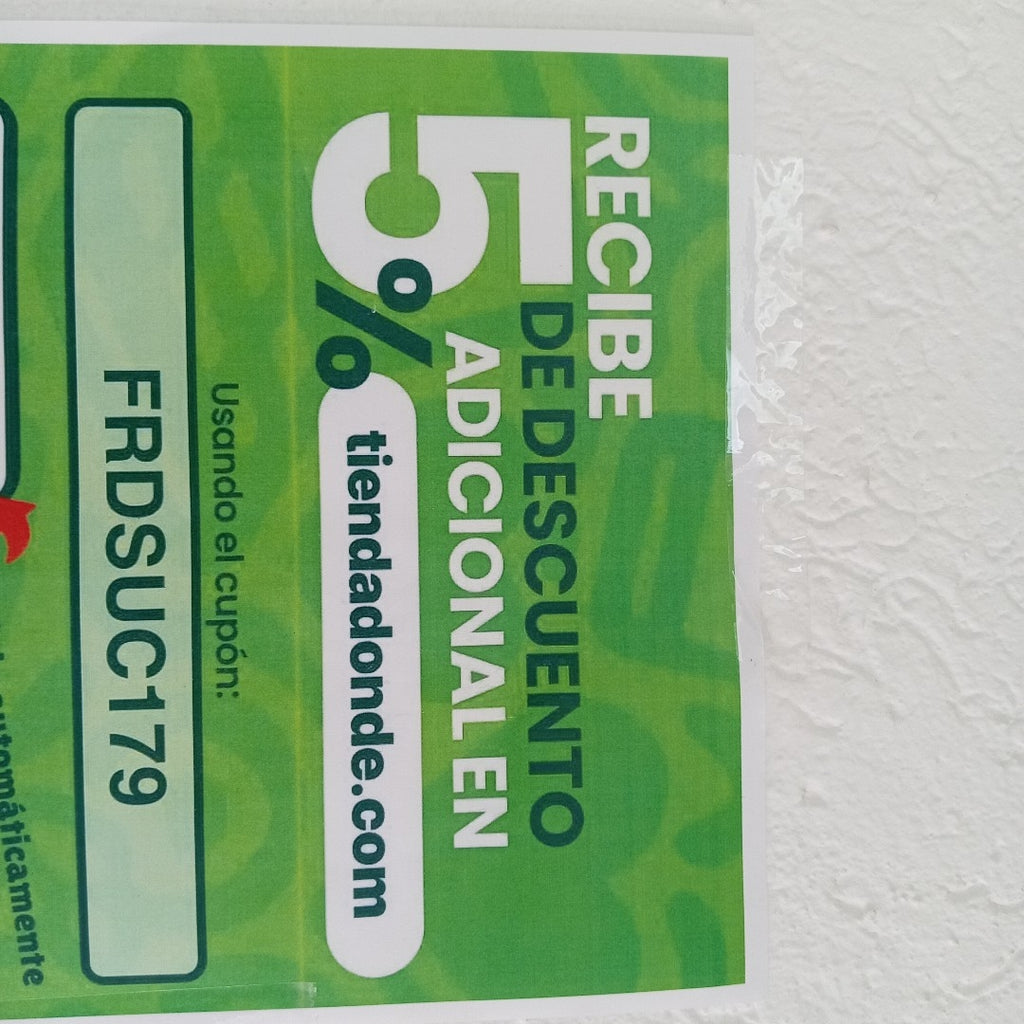 RECIBE
5% DE DESCUENTO
ADICIONAL EN
tiendadonde.com
Usando el cupón:
FRDSUC179
automáticamente